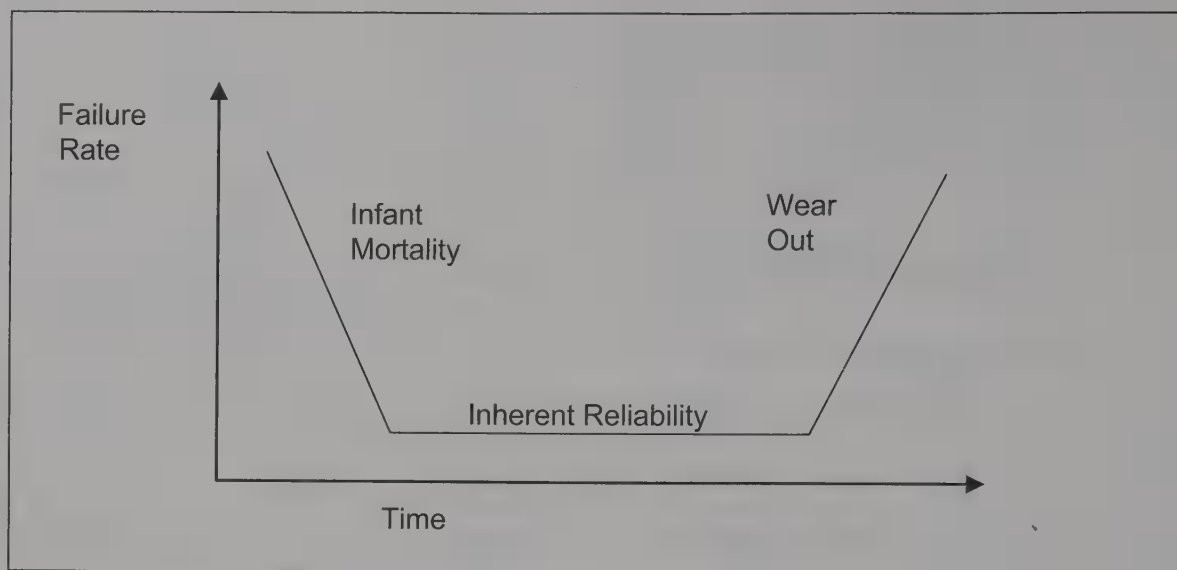 Failure
Rate
Infant
Mortality
Wear
Out
Inherent Reliability
Time